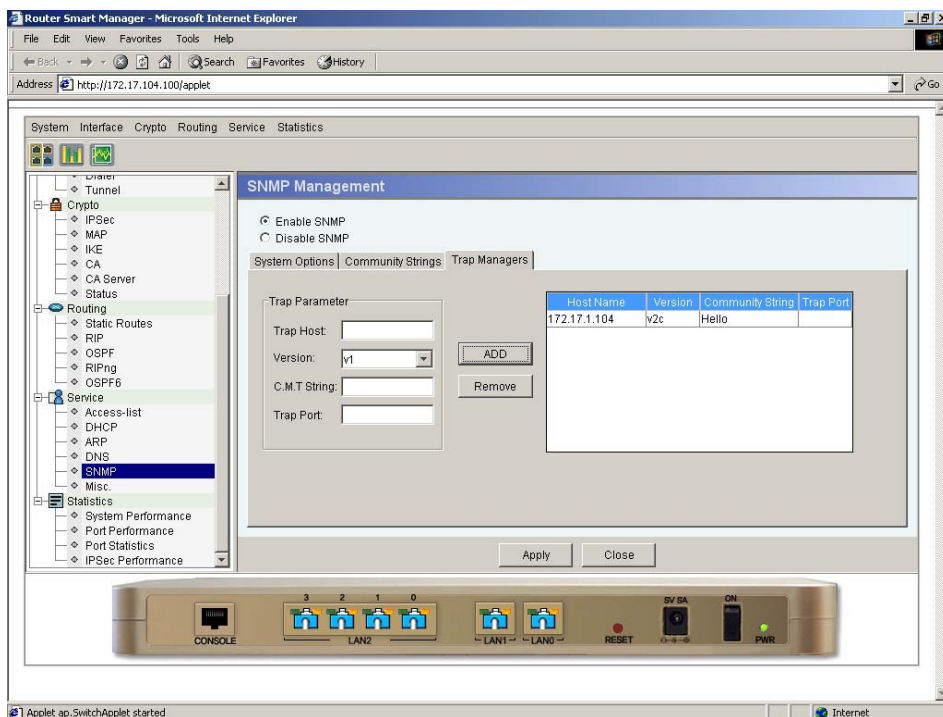 Router Smart Manager - Microsoft Internet Explorer
File Edit View Favorites Tools Help
Back Search Favorites History
Address http://172.17.104.100/applet Go
System Interface Crypto Routing Service Statistics
Dialer
Tunnel
Crypto
IPSec
MAP
IKE
CA
CA Server
Status
Routing
Static Routes
RIP
OSPF
RIPng
OSPF6
Service
Access-list
DHCP
ARP
DNS
SNMP
Misc.
Statistics
System Performance
Port Performance
Port Statistics
IPSec Performance
SNMP Management
Enable SNMP
Disable SNMP
System Options Community Strings Trap Managers
Trap Parameter
Trap Host:
Version: v1
C.M.T String:
Trap Port:
ADD
Remove
Host Name Version Community String Trap Port
172.17.1.104 v2c Hello
Apply Close
CONSOLE
3 2 1 0
LAN2
LAN1 LAN0
RESET
5V 5A
ON
PWR
Applet ap.SwitchApplet started Internet